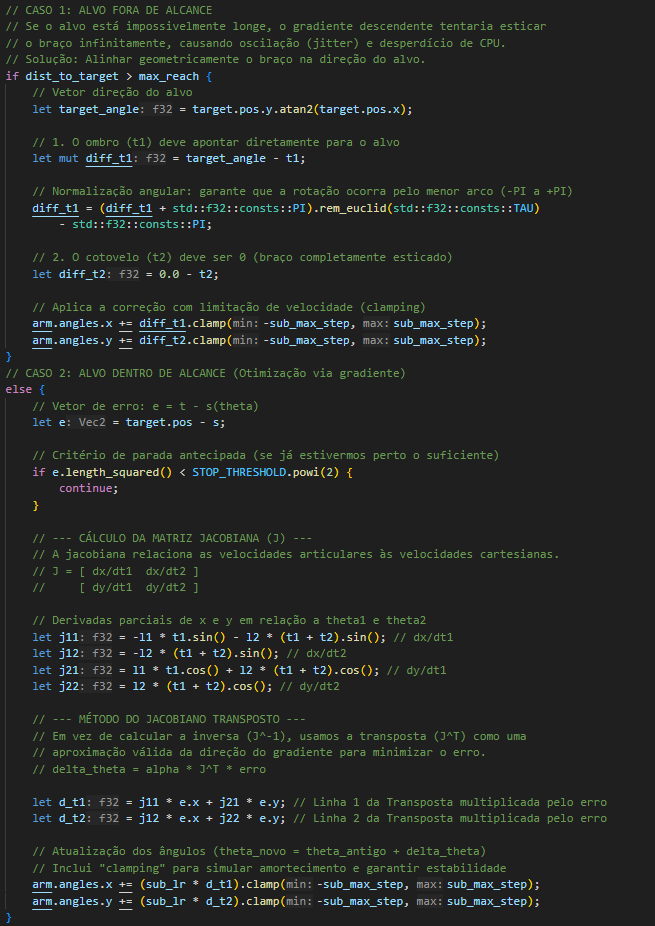 // CASO 1: ALVO FORA DE ALCANCE
// Se o alvo está impossivelmente longe, o gradiente descendente tentaria esticar
// o braço infinitamente, causando oscilação (jitter) e desperdício de CPU.
// Solução: Alinhar geometricamente o braço na direção do alvo.
if dist_to_target > max_reach {
    // Vetor direção do alvo
    let target_angle: f32 = target.pos.y.atan2(target.pos.x);

    // 1. O ombro (t1) deve apontar diretamente para o alvo
    let mut diff_t1: f32 = target_angle - t1;

    // Normalização angular: garante que a rotação ocorra pelo menor arco (-PI a +PI)
    diff_t1 = (diff_t1 + std::f32::consts::PI).rem_euclid(std::f32::consts::TAU)
        - std::f32::consts::PI;

    // 2. O cotovelo (t2) deve ser 0 (braço completamente esticado)
    let diff_t2: f32 = 0.0 - t2;

    // Aplica a correção com limitação de velocidade (clamping)
    arm.angles.x += diff_t1.clamp(min: -sub_max_step, max: sub_max_step);
    arm.angles.y += diff_t2.clamp(min: -sub_max_step, max: sub_max_step);
}
// CASO 2: ALVO DENTRO DE ALCANCE (Otimização via gradiente)
else {
    // Vetor de erro: e = t - s(theta)
    let e: Vec2 = target.pos - s;

    // Critério de parada antecipada (se já estivermos perto o suficiente)
    if e.length_squared() < STOP_THRESHOLD.powi(2) {
        continue;
    }

    // --- CÁLCULO DA MATRIZ JACOBIANA (J) ---
    // A jacobiana relaciona as velocidades articulares às velocidades cartesianas.
    // J = [ dx/dt1  dx/dt2 ]
    //     [ dy/dt1  dy/dt2 ]

    // Derivadas parciais de x e y em relação a theta1 e theta2
    let j11: f32 = -l1 * t1.sin() - l2 * (t1 + t2).sin(); // dx/dt1
    let j12: f32 = -l2 * (t1 + t2).sin(); // dx/dt2
    let j21: f32 = l1 * t1.cos() + l2 * (t1 + t2).cos(); // dy/dt1
    let j22: f32 = l2 * (t1 + t2).cos(); // dy/dt2

    // --- MÉTODO DO JACOBIANO TRANSPOSTO ---
    // Em vez de calcular a inversa (J^-1), usamos a transposta (J^T) como uma
    // aproximação válida da direção do gradiente para minimizar o erro.
    // delta_theta = alpha * J^T * erro

    let d_t1: f32 = j11 * e.x + j21 * e.y; // Linha 1 da Transposta multiplicada pelo erro
    let d_t2: f32 = j12 * e.x + j22 * e.y; // Linha 2 da Transposta multiplicada pelo erro

    // Atualização dos ângulos (theta_novo = theta_antigo + delta_theta)
    // Inclui "clamping" para simular amortecimento e garantir estabilidade
    arm.angles.x += (sub_lr * d_t1).clamp(min: -sub_max_step, max: sub_max_step);
    arm.angles.y += (sub_lr * d_t2).clamp(min: -sub_max_step, max: sub_max_step);
}